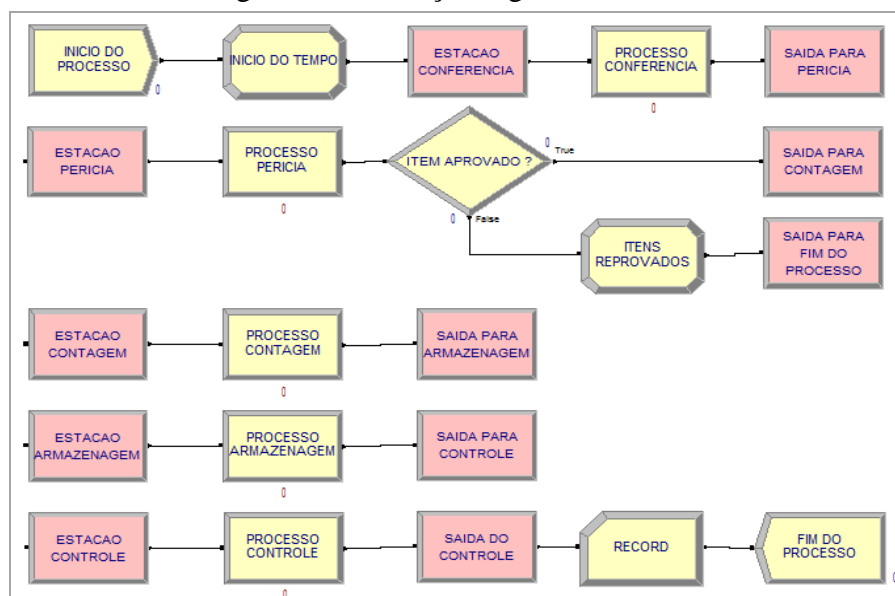 INICIO DO
PROCESSO
INICIO DO TEMPO
ESTACAO
CONFERENCIA
PROCESSO
CONFERENCIA
SAIDA PARA
PERICIA
0
0
ESTACAO
PERICIA
PROCESSO
PERICIA
ITEM APROVADO ?
0
True
SAIDA PARA
CONTAGEM
0
0
False
ITENS
REPROVADOS
SAIDA PARA
FIM DO
PROCESSO
ESTACAO
CONTAGEM
PROCESSO
CONTAGEM
SAIDA PARA
ARMAZENAGEM
0
ESTACAO
ARMAZENAGEM
PROCESSO
ARMAZENAGEM
SAIDA PARA
CONTROLE
0
ESTACAO
CONTROLE
PROCESSO
CONTROLE
SAIDA DO
CONTROLE
RECORD
FIM DO
PROCESSO
0
0